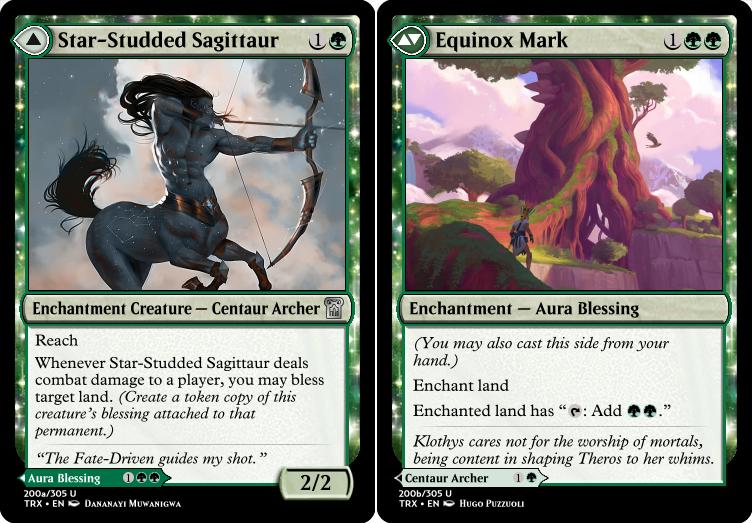 Star-Studded Sagittaur 1
Enchantment Creature — Centaur Archer
Reach
Whenever Star-Studded Sagittaur deals
combat damage to a player, you may bless
target land. (Create a token copy of this
creature's blessing attached to that
permanent.)
"The Fate-Driven guides my shot."
Aura Blessing 1
2/2
200a/305 U
TRX • EN Dananayi Muwanigwa
Equinox Mark 1
Enchantment — Aura Blessing
(You may also cast this side from your
hand.)
Enchant land
Enchanted land has " : Add ."
Klothys cares not for the worship of mortals,
being content in shaping Theros to her whims.
Centaur Archer 1
200b/305 U
TRX • EN Hugo Puzzuoli